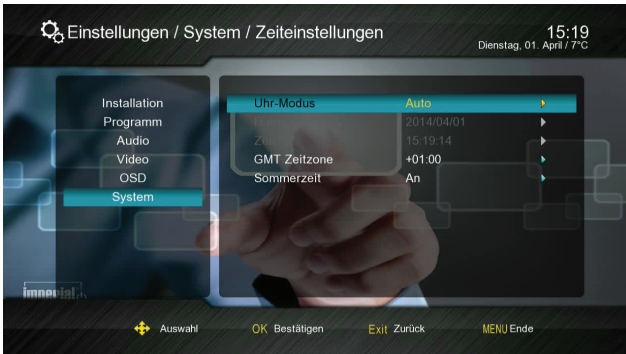 Einstellungen / System / Zeiteinstellungen
15:19
Dienstag, 01. April / 7°C
Installation
Programm
Audio
Video
OSD
System
Uhr-Modus Auto
2014/04/01
15:19:14
GMT Zeitzone +01:00
Sommerzeit An
imperial
Auswahl
OK Bestätigen
Exit Zurück
MENU Ende